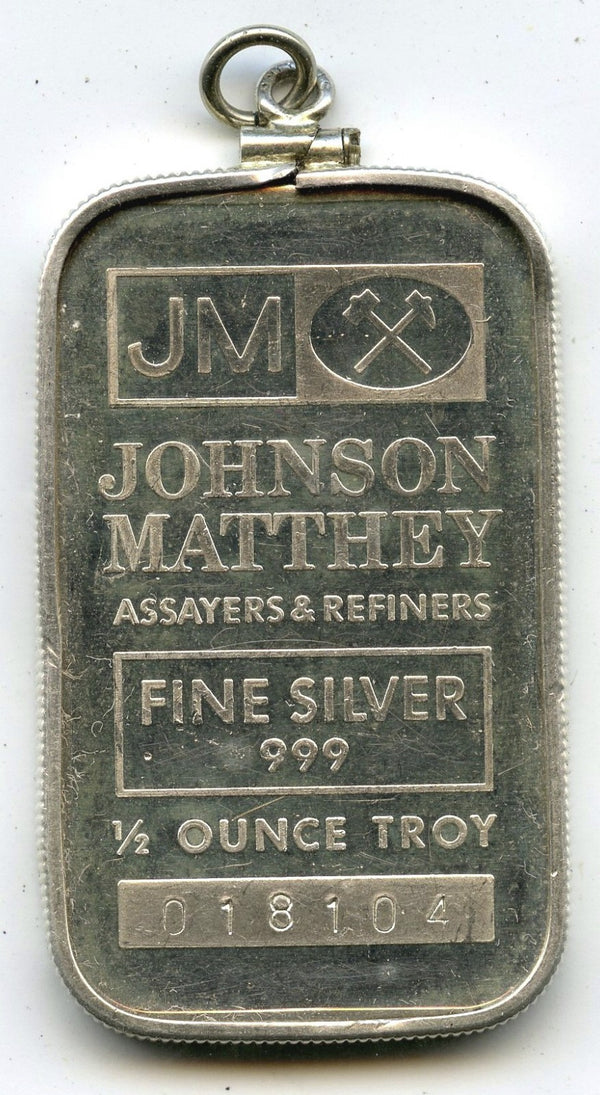 JM
JOHNSON
MATTHEY
ASSAYERS & REFINERS
FINE SILVER
999
½ OUNCE TROY
018104